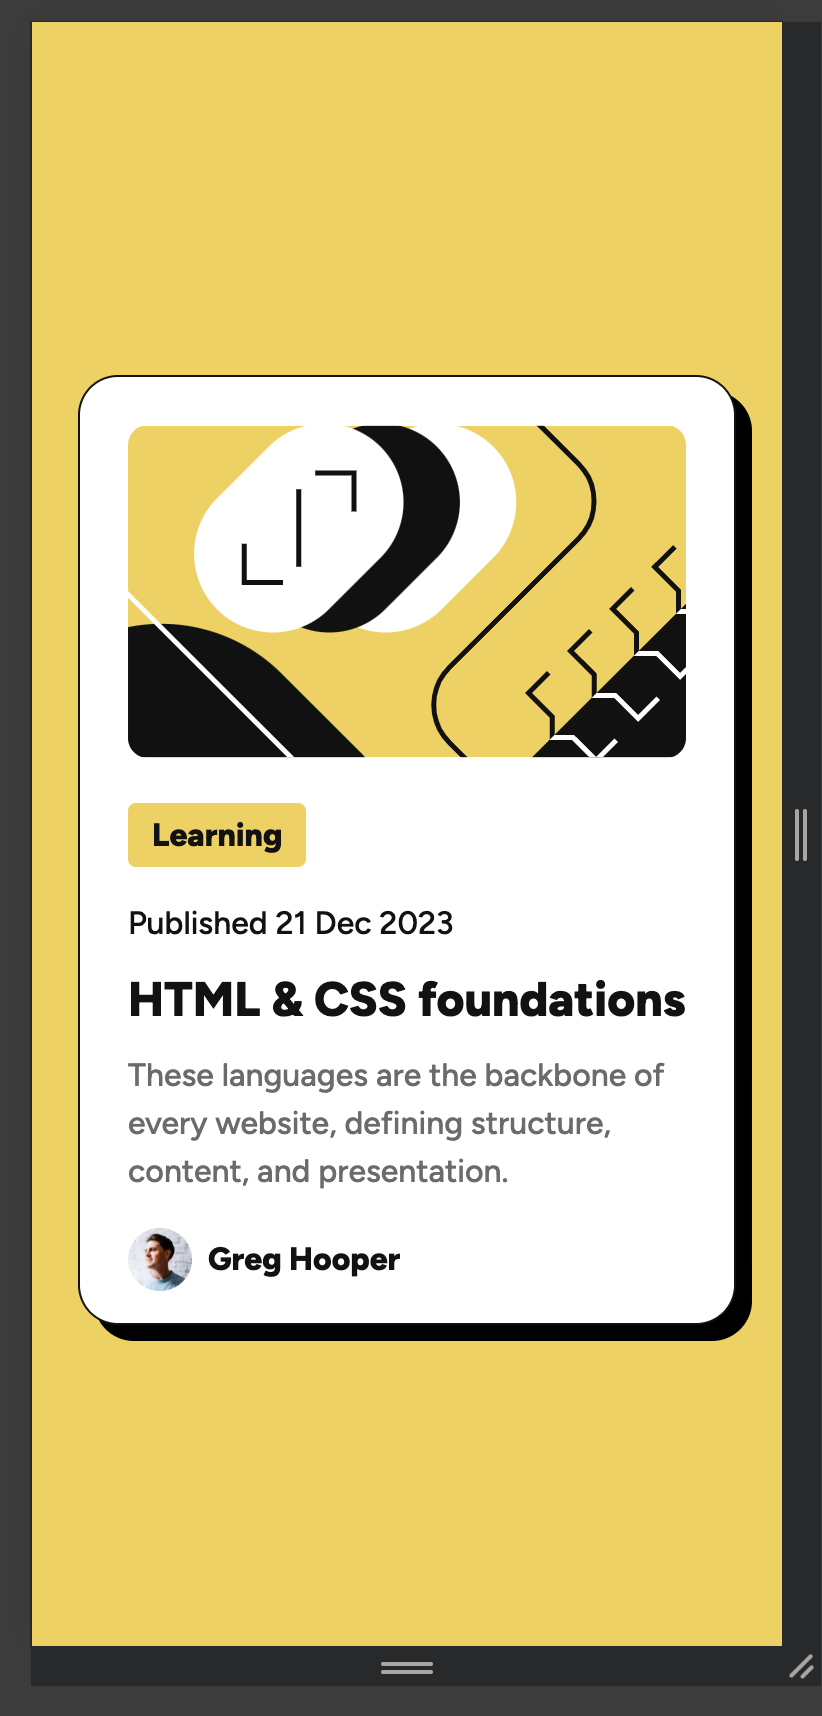 Learning
Published 21 Dec 2023
HTML & CSS foundations
These languages are the backbone of
every website, defining structure,
content, and presentation.
Greg Hooper